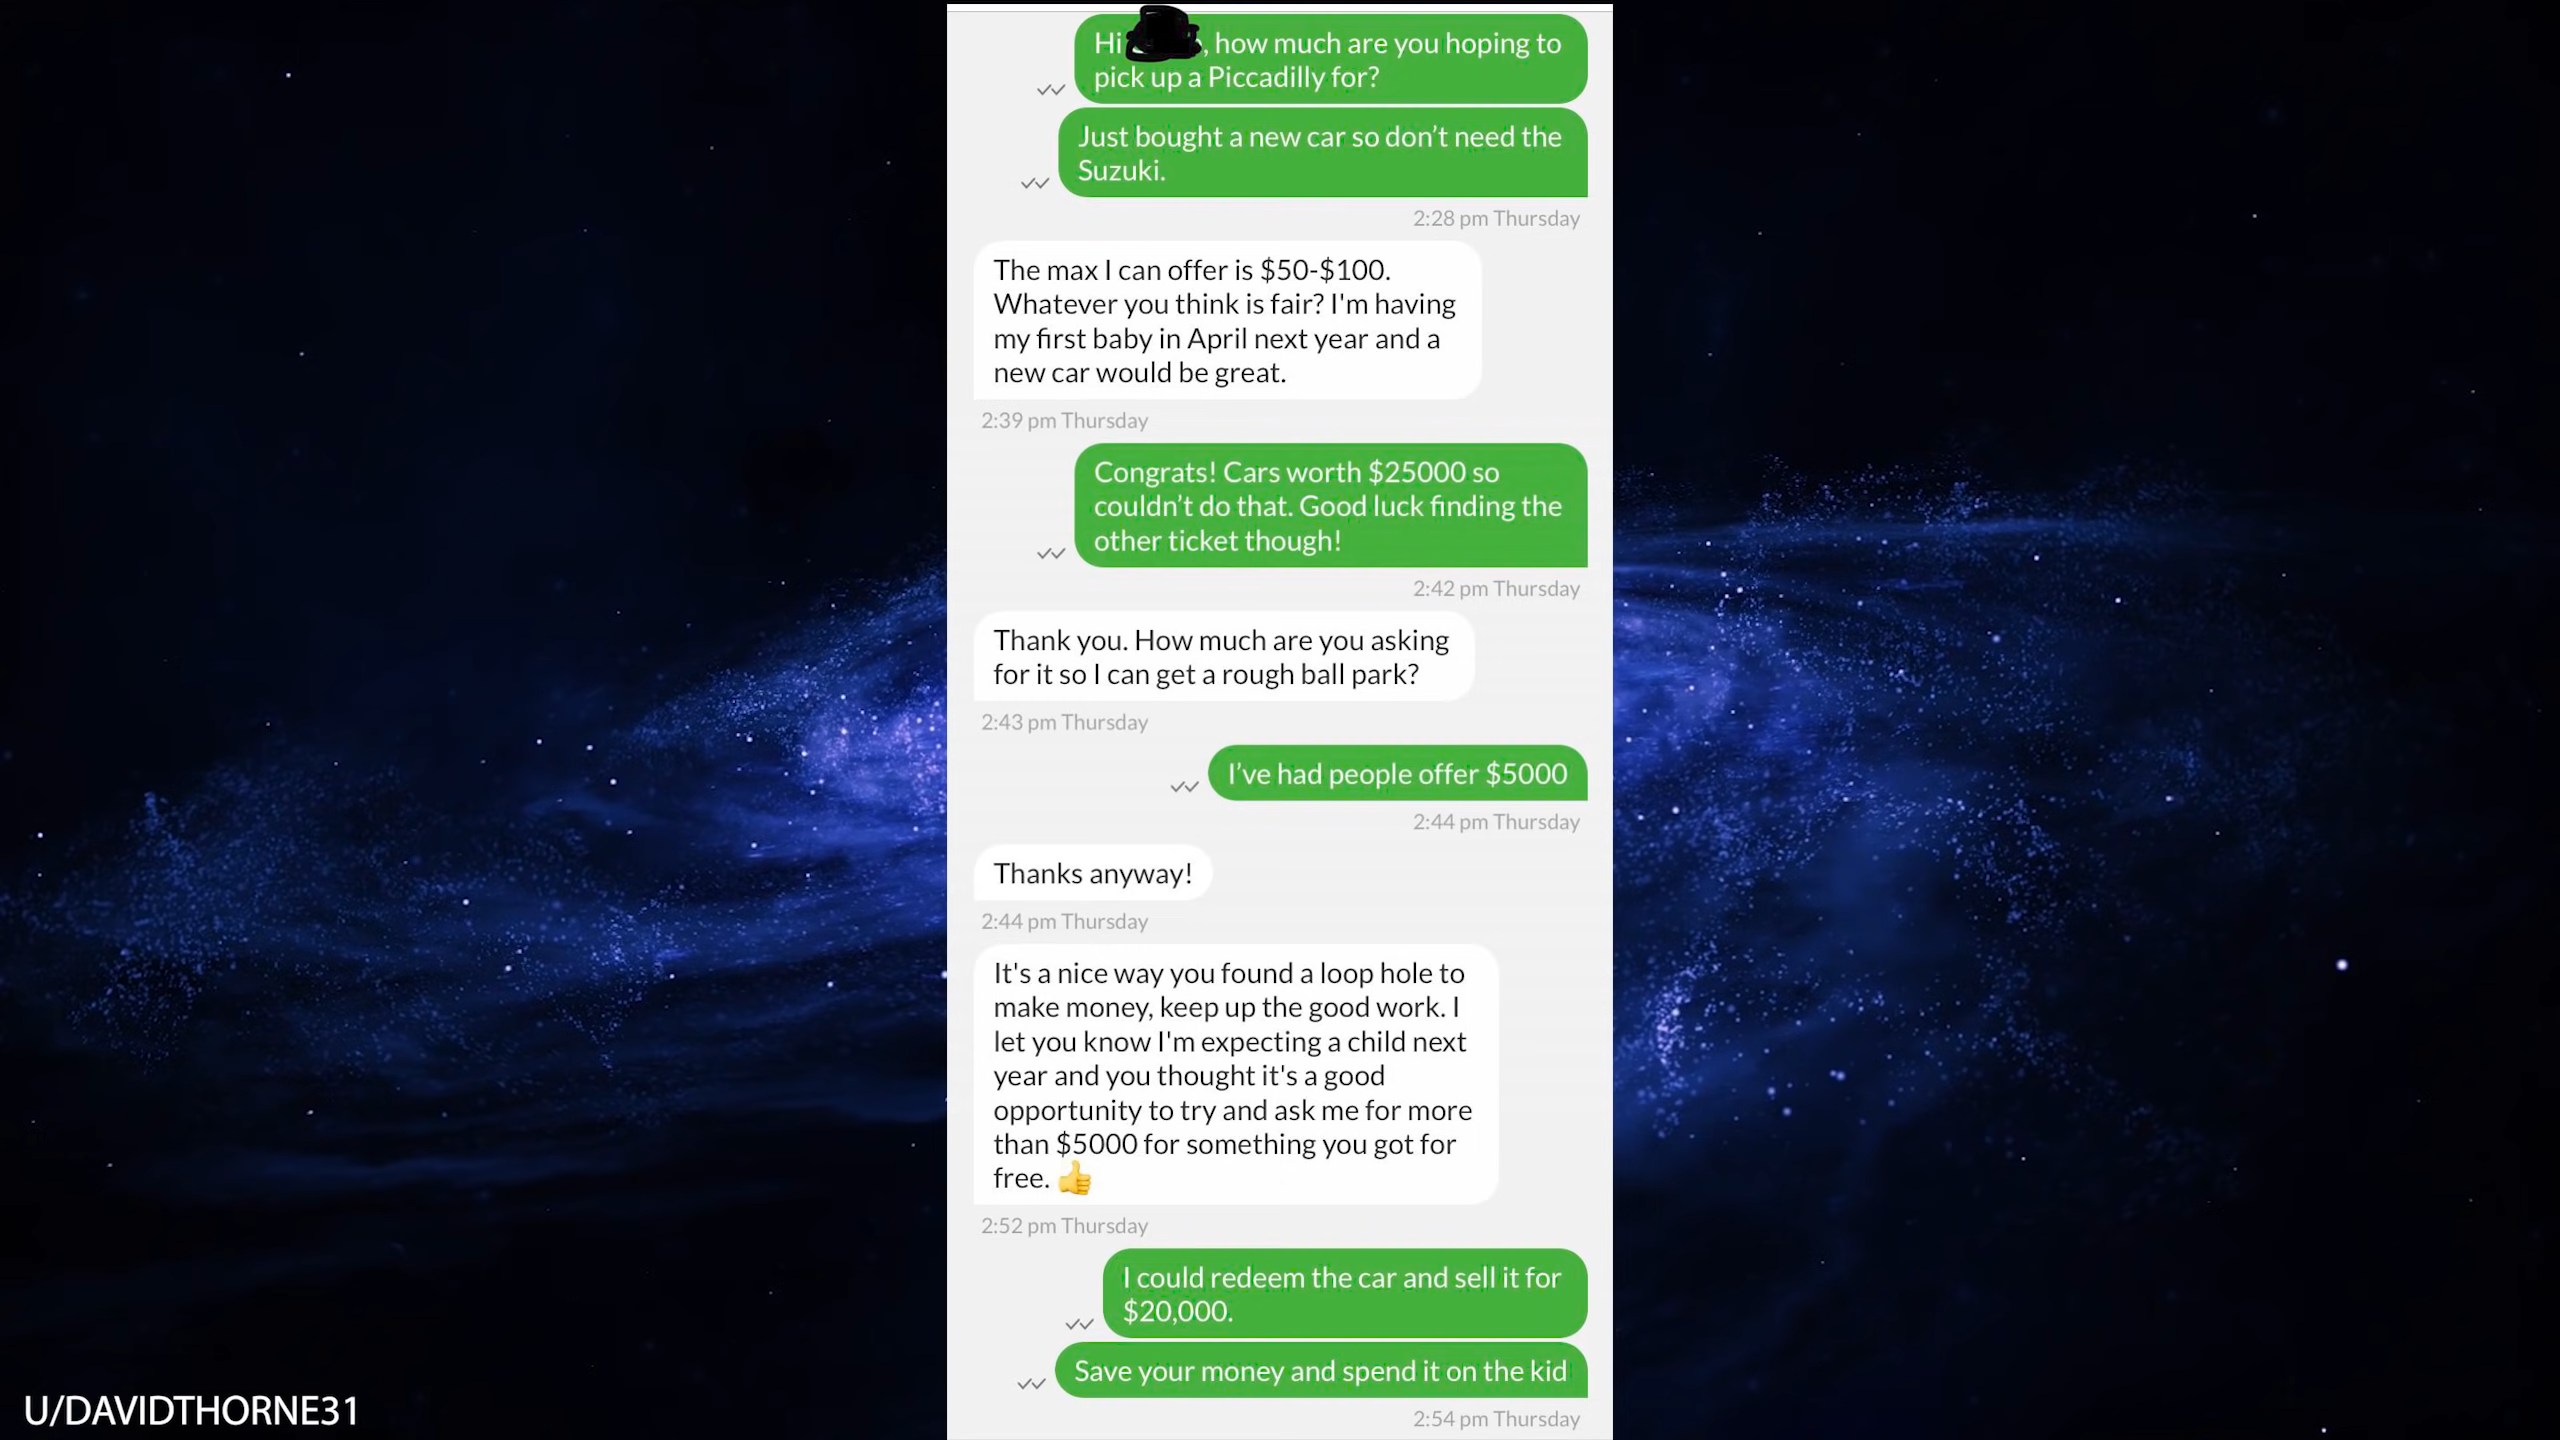 Hi , how much are you hoping to
pick up a Piccadilly for?
Just bought a new car so don’t need the
Suzuki.
2:28 pm Thursday
The max I can offer is $50-$100.
Whatever you think is fair? I'm having
my first baby in April next year and a
new car would be great.
2:39 pm Thursday
Congrats! Cars worth $25000 so
couldn’t do that. Good luck finding the
other ticket though!
2:42 pm Thursday
Thank you. How much are you asking
for it so I can get a rough ball park?
2:43 pm Thursday
I’ve had people offer $5000
2:44 pm Thursday
Thanks anyway!
2:44 pm Thursday
It's a nice way you found a loop hole to
make money, keep up the good work. I
let you know I'm expecting a child next
year and you thought it's a good
opportunity to try and ask me for more
than $5000 for something you got for
free. 👍
2:52 pm Thursday
I could redeem the car and sell it for
$20,000.
Save your money and spend it on the kid
2:54 pm Thursday
U/DAVIDTHORNE31